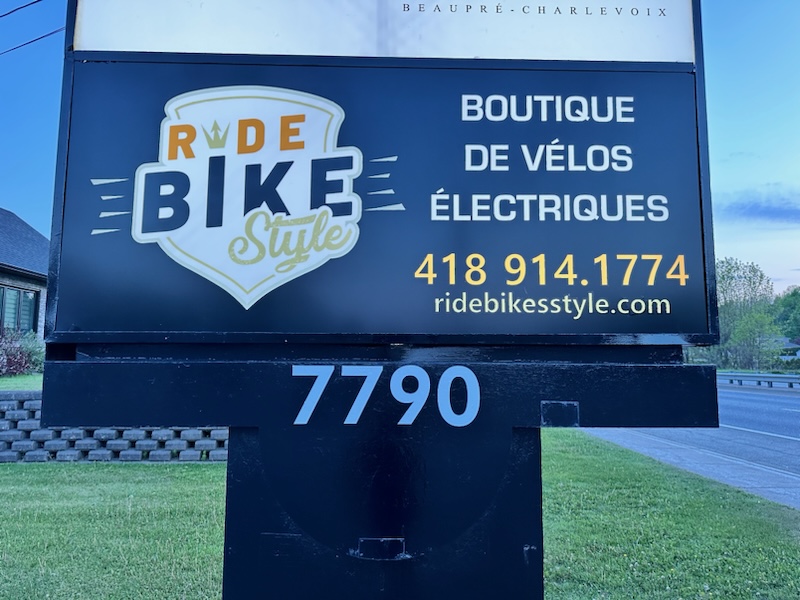 BEAUPRÉ-CHARLEVOIX
RIDE
BIKE
Style
BOUTIQUE
DE VÉLOS
ÉLECTRIQUES
418 914.1774
ridebikesstyle.com
7790